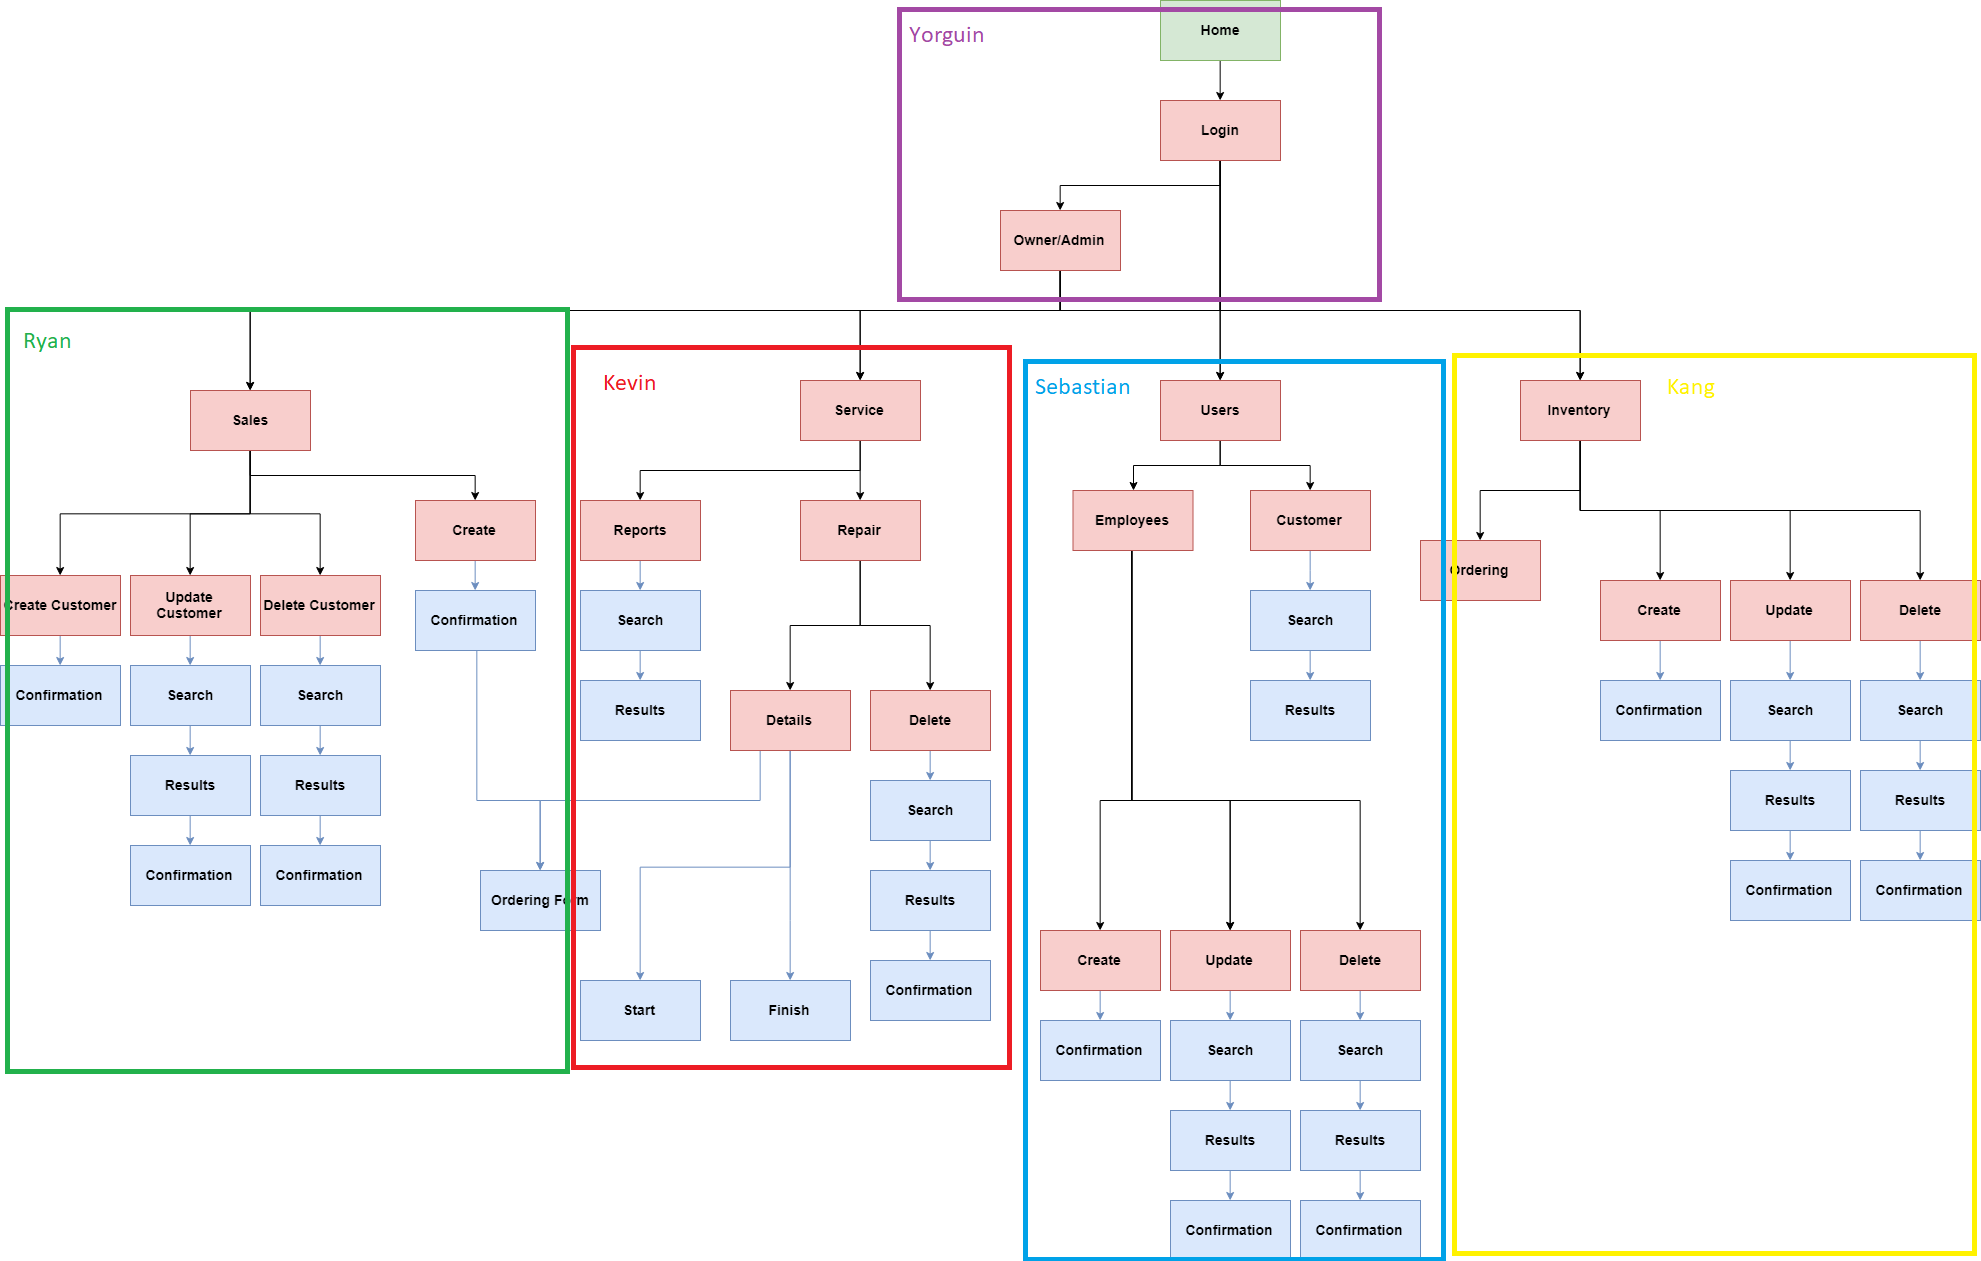 Yorguin
Home
Login
Owner/Admin
Ryan
Sales
Create
Create Customer
Update
Customer
Delete Customer
Confirmation
Confirmation
Search
Search
Results
Results
Confirmation
Confirmation
Ordering Form
Kevin
Service
Reports
Repair
Search
Results
Details
Delete
Search
Results
Confirmation
Start
Finish
Sebastian
Users
Employees
Customer
Search
Results
Create
Update
Delete
Confirmation
Search
Search
Results
Results
Confirmation
Confirmation
Kang
Inventory
Ordering
Create
Update
Delete
Confirmation
Search
Search
Results
Results
Confirmation
Confirmation